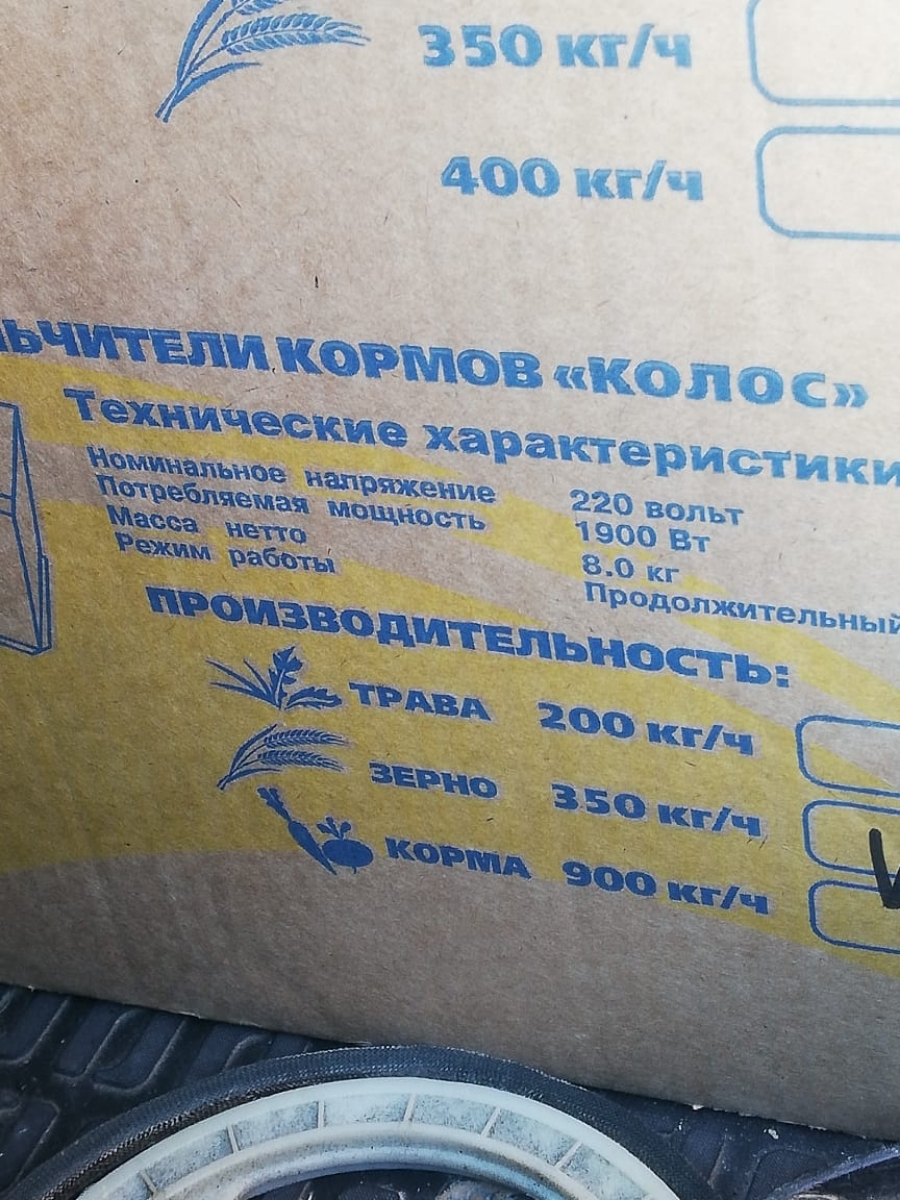 350 кг/ч
400 кг/ч
ЛЬЧИТЕЛИ КОРМОВ «КОЛОС»
Технические характеристики
Номинальное напряжение 220 вольт
Потребляемая мощность 1900 Вт
Масса нетто 8.0 кг
Режим работы Продолжительный
ПРОИЗВОДИТЕЛЬНОСТЬ:
ТРАВА 200 кг/ч
ЗЕРНО 350 кг/ч
КОРМА 900 кг/ч